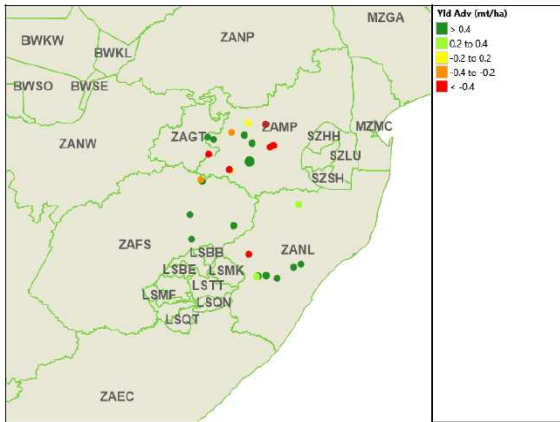 MZGA
BWKW
BWKL
ZANP
BWSO
BWSE
ZANW
ZAGT
ZAMP
MZMC
SZHH
SZLU
SZSH
ZAFS
LSBB
ZANL
LSBE
LSMK
LSTT
LSMF
LSQN
LSQT
ZAEC
Yld Adv (mt/ha)
> 0.4
0.2 to 0.4
-0.2 to 0.2
-0.4 to -0.2
< -0.4